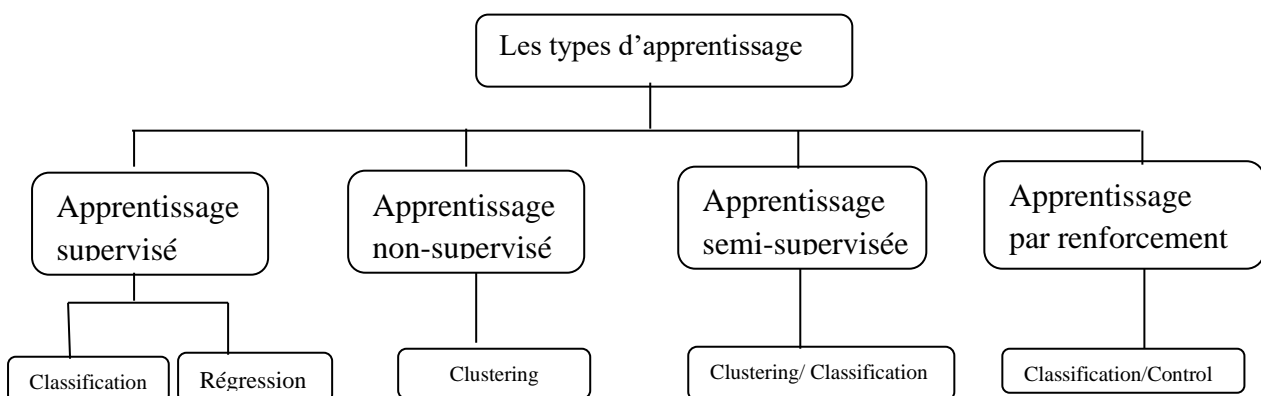 Les types d’apprentissage
Apprentissage
supervisé
Apprentissage
non-supervisé
Apprentissage
semi-supervisée
Apprentissage
par renforcement
Classification
Régression
Clustering
Clustering/ Classification
Classification/Control